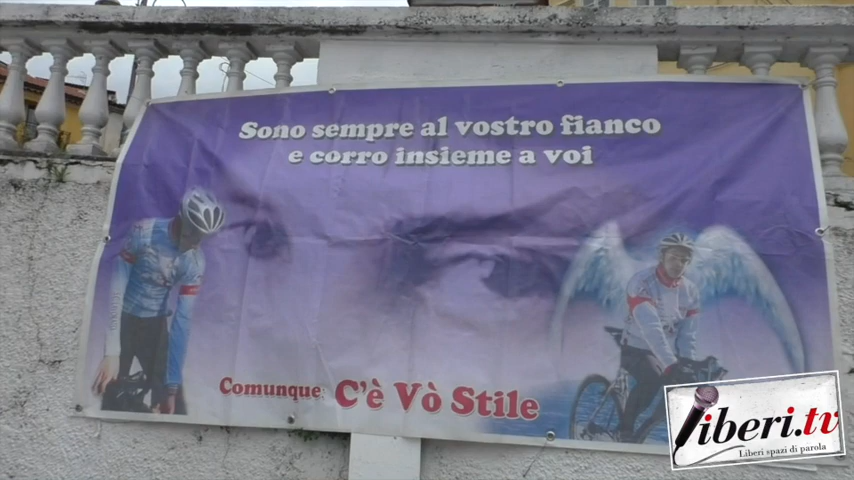 Sono sempre al vostro fianco
e corro insieme a voi
Comunque: C'è Vò Stile
liberi.tv
Liberi spazi di parola